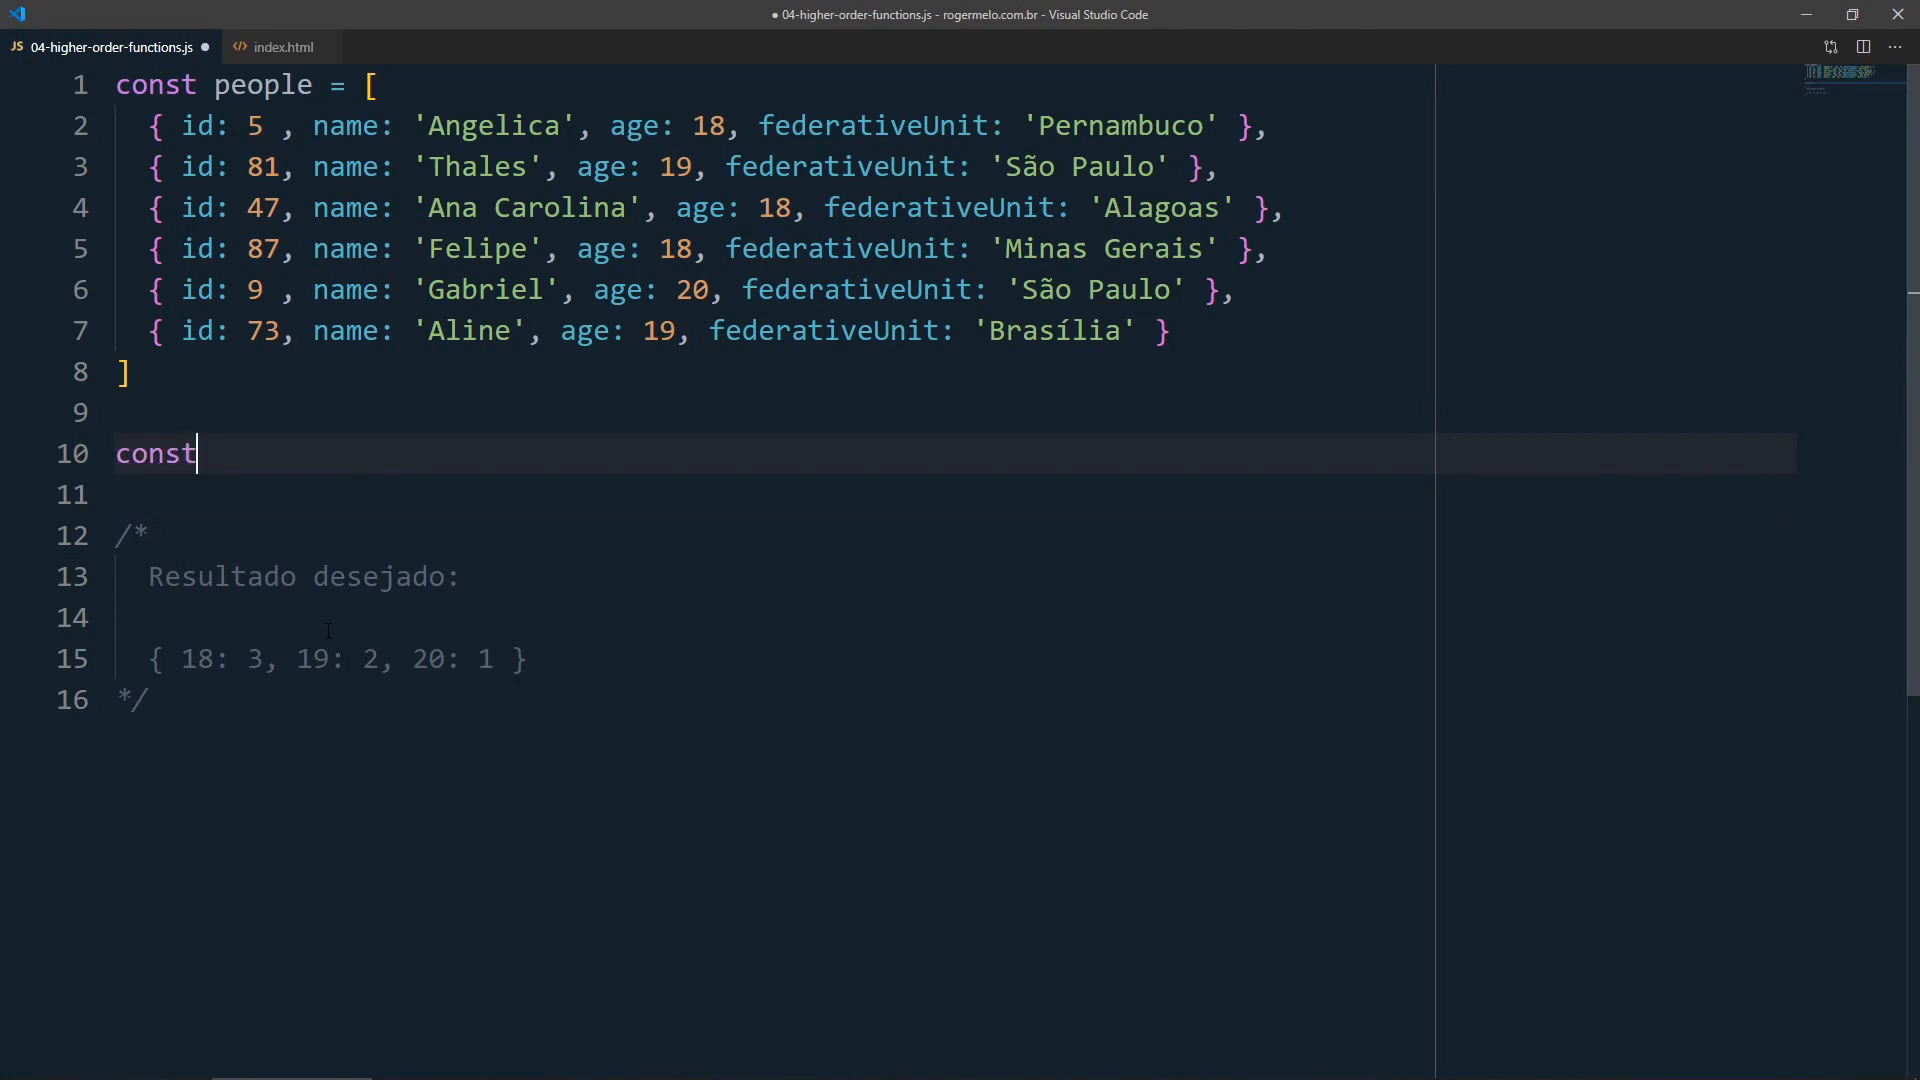 04-higher-order-functions.js - rogermelo.com.br - Visual Studio Code
JS 04-higher-order-functions.js
index.html
1 const people = [
2 { id: 5 , name: 'Angelica', age: 18, federativeUnit: 'Pernambuco' },
3 { id: 81, name: 'Thales', age: 19, federativeUnit: 'São Paulo' },
4 { id: 47, name: 'Ana Carolina', age: 18, federativeUnit: 'Alagoas' },
5 { id: 87, name: 'Felipe', age: 18, federativeUnit: 'Minas Gerais' },
6 { id: 9 , name: 'Gabriel', age: 20, federativeUnit: 'São Paulo' },
7 { id: 73, name: 'Aline', age: 19, federativeUnit: 'Brasília' }
8 ]
9
10 const
11
12 /*
13 Resultado desejado:
14
15 { 18: 3, 19: 2, 20: 1 }
16 */